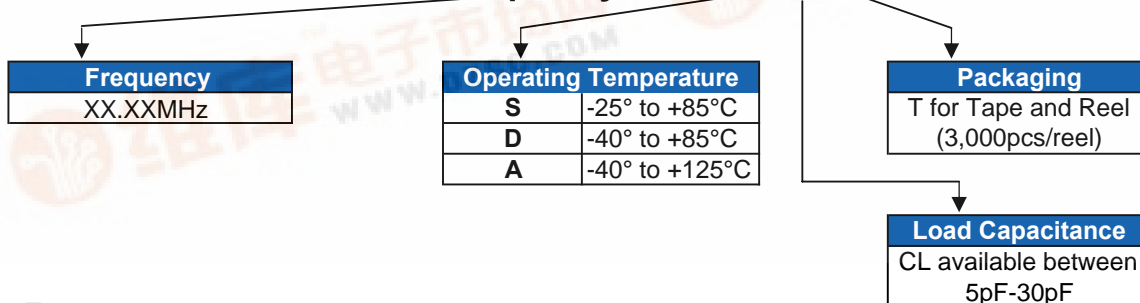 Frequency
XX.XXMHz
Operating Temperature
S -25° to +85°C
D -40° to +85°C
A -40° to +125°C
Packaging
T for Tape and Reel
(3,000pcs/reel)
Load Capacitance
CL available between
5pF-30pF